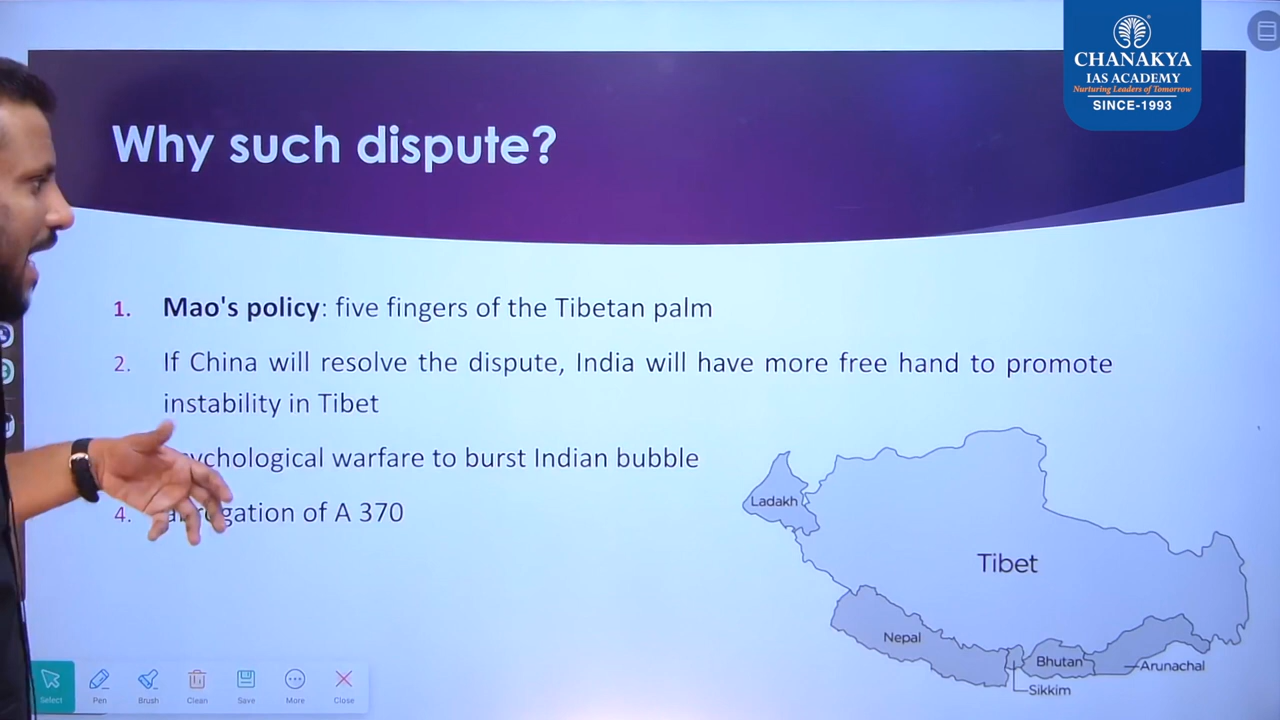 CHANAKYA
IAS ACADEMY
Nurturing Leaders of Tomorrow
SINCE-1993
Why such dispute?
1. Mao's policy: five fingers of the Tibetan palm
2. If China will resolve the dispute, India will have more free hand to promote
instability in Tibet
warfare to burst Indian bubble
4. of A 370
Ladakh
Tibet
Nepal
Bhutan
Arunachal
Sikkim
Select
Pen
Brush
Clean
Save
More
Close